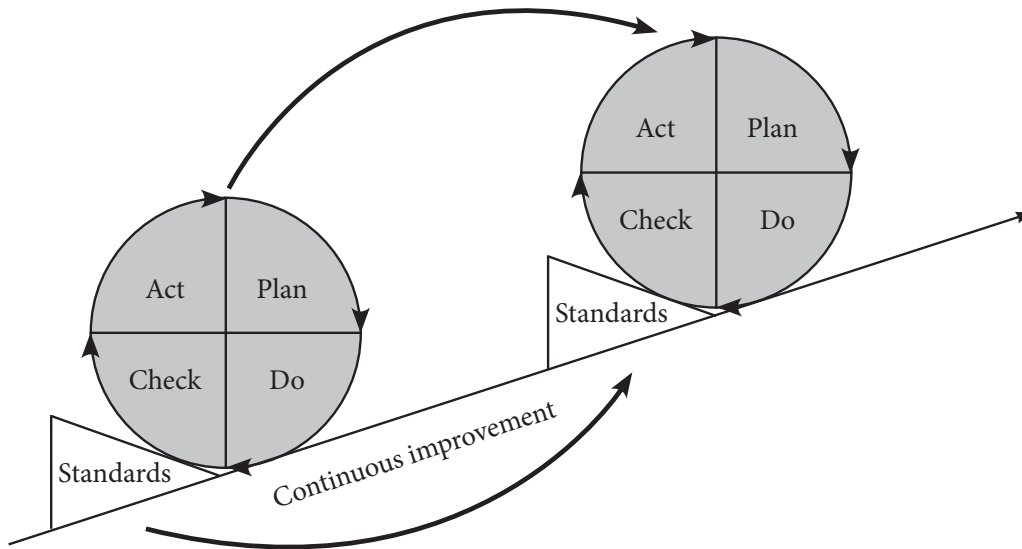 Act Plan
Check Do
Standards
Act Plan
Check Do
Standards
Continuous improvement